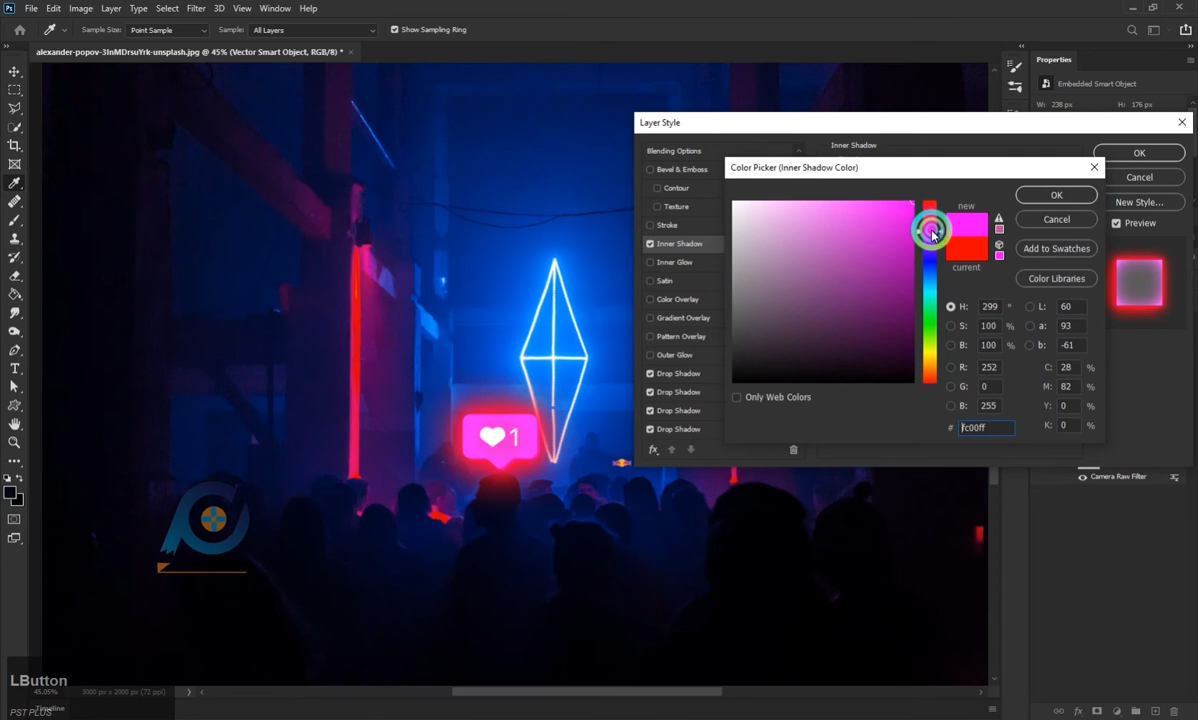 Ps File Edit Image Layer Type Select Filter 3D View Window Help
Sample Size: Point Sample Sample: All Layers Show Sampling Ring
alexander-popov-3InMDrsuYrk-unsplash.jpg @ 45% (Vector Smart Object, RGB/8) *
Properties
Embedded Smart Object
W: 238 px H: 176 px
Layer Style
Blending Options
Bevel & Emboss
Contour
Texture
Stroke
Inner Shadow
Inner Glow
Satin
Color Overlay
Gradient Overlay
Pattern Overlay
Outer Glow
Drop Shadow
Drop Shadow
Drop Shadow
Drop Shadow
fx
Inner Shadow
OK
Cancel
New Style...
Preview
Color Picker (Inner Shadow Color)
new
current
OK
Cancel
Add to Swatches
Color Libraries
H: 299 ° L: 60
S: 100 % a: 93
B: 100 % b: -61
R: 252 C: 28 %
G: 0 M: 82 %
B: 255 Y: 0 %
# fc00ff K: 0 %
Only Web Colors
1
Camera Raw Filter
LButton
45.05% 3000 px x 2000 px (72 ppi)
Timeline
PST PLUS